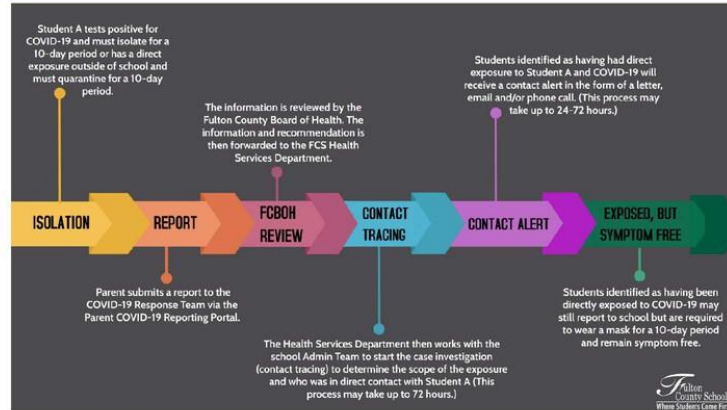 Student A tests positive for
COVID-19 and must isolate for a
10-day period or has a direct
exposure outside of school and
must quarantine for a 10-day
period.
The information is reviewed by the
Fulton County Board of Health. The
information and recommendation is
then forwarded to the FCS Health
Services Department.
Students identified as having had direct
exposure to Student A and COVID-19 will
receive a contact alert in the form of a letter,
email and/or phone call. (This process may
take up to 24-72 hours.)
ISOLATION
REPORT
FCBOH
REVIEW
CONTACT
TRACING
CONTACT ALERT
EXPOSED, BUT
SYMPTOM FREE
Parent submits a report to the
COVID-19 Response Team via the
Parent COVID-19 Reporting Portal.
The Health Services Department then works with the
school Admin Team to start the case investigation
(contact tracing) to determine the scope of the exposure
and who was in direct contact with Student A (This
process may take up to 72 hours.)
Students identified as having been
directly exposed to COVID-19 may
still report to school but are required
to wear a mask for a 10-day period
and remain symptom free.
Fulton
County School
Where Students Come Fir